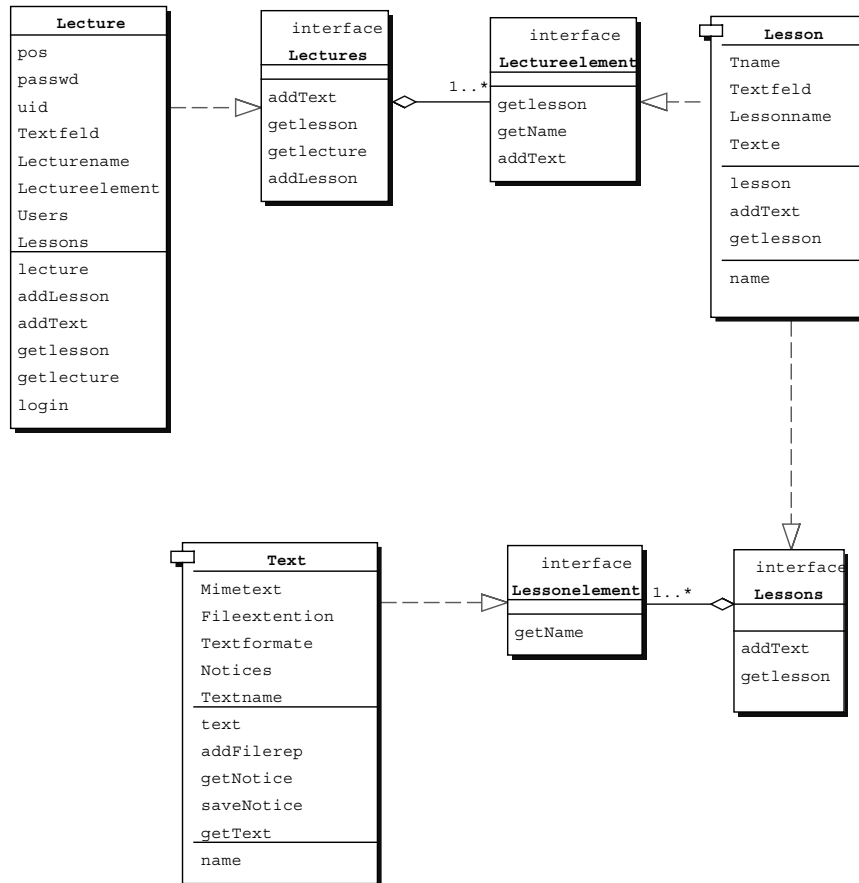 Lecture
pos
passwd
uid
Textfeld
Lecturename
Lectureelement
Users
Lessons
lecture
addLesson
addText
getlesson
getlecture
login
interface
Lectures
addText
getlesson
getlecture
addLesson
1..*
interface
Lectureelement
getlesson
getName
addText
Lesson
Tname
Textfeld
Lessonname
Texte
lesson
addText
getlesson
name
Text
Mimetext
Fileextention
Textformate
Notices
Textname
text
addFilerep
getNotice
saveNotice
getText
name
interface
Lessonelement
getName
1..*
interface
Lessons
addText
getlesson